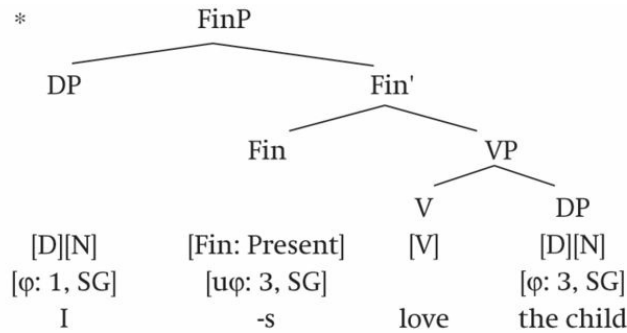 * FinP
DP Fin'
Fin VP
V DP
[D][N] [Fin: Present] [V] [D][N]
[φ: 1, SG] [uφ: 3, SG] [φ: 3, SG]
I -s love the child